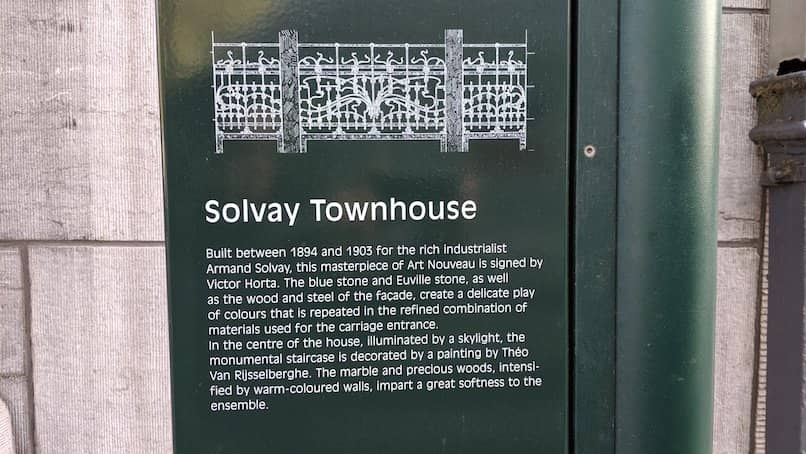 Solvay Townhouse
Built between 1894 and 1903 for the rich industrialist
Armand Solvay, this masterpiece of Art Nouveau is signed by
Victor Horta. The blue stone and Euville stone, as well
as the wood and steel of the façade, create a delicate play
of colours that is repeated in the refined combination of
materials used for the carriage entrance.
In the centre of the house, illuminated by a skylight, the
monumental staircase is decorated by a painting by Théo
Van Rijsselberghe. The marble and precious woods, intensi-
fied by warm-coloured walls, impart a great softness to the
ensemble.